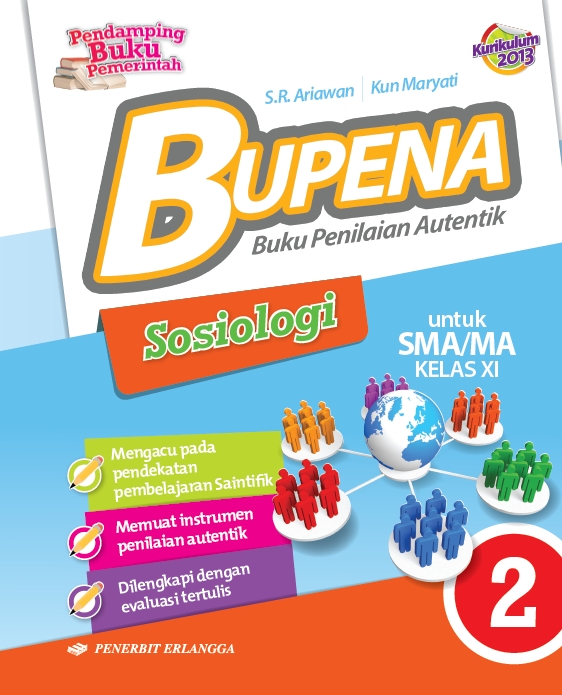 Pendamping
Buku
Pemerintah
Kurikulum
2013
S.R. Ariawan | Kun Maryati
BUPENA
Buku Penilaian Autentik
Sosiologi
untuk
SMA/MA
KELAS XI
Mengacu pada
pendekatan
pembelajaran Saintifik
Memuat instrumen
penilaian autentik
Dilengkapi dengan
evaluasi tertulis
2
PENERBIT ERLANGGA